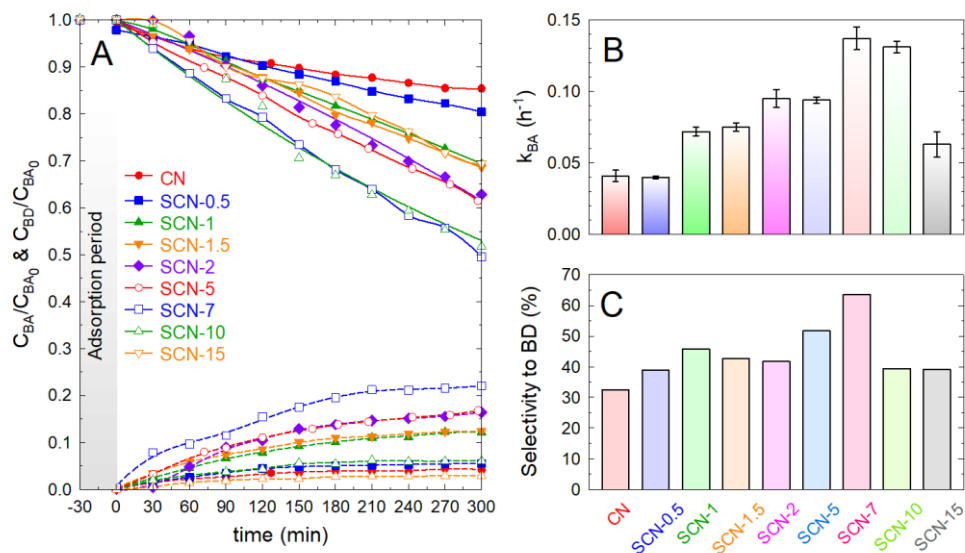 A
1.0
0.9
0.8
0.7
0.6
0.5
0.4
0.3
0.2
0.1
0.0
C_BA/C_BA₀ & C_BD/C_BA₀
Adsorption period
CN
SCN-0.5
SCN-1
SCN-1.5
SCN-2
SCN-5
SCN-7
SCN-10
SCN-15
-30 0 30 60 90 120 150 180 210 240 270 300
time (min)
B
0.15
0.10
0.05
0.00
k_BA (h⁻¹)
C
70
60
50
40
30
20
10
0
Selectivity to BD (%)
CN SCN-0.5 SCN-1 SCN-1.5 SCN-2 SCN-5 SCN-7 SCN-10 SCN-15